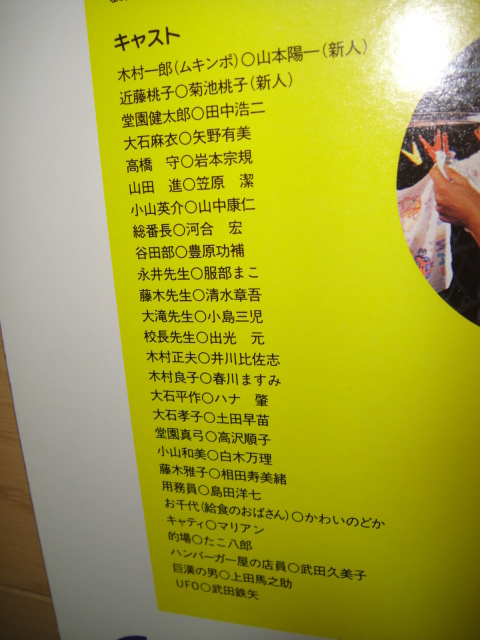 キャスト
木村一郎(ムキンポ)○山本陽一(新人)
近藤桃子○菊池桃子(新人)
堂園健太郎○田中浩二
大石麻衣○矢野有美
高橋　守○岩本宗規
山田　進○笠原　潔
小山英介○山中康仁
総番長○河合　宏
谷田部○豊原功補
永井先生○服部まこ
藤木先生○清水章吾
大滝先生○小島三児
校長先生○出光　元
木村正夫○井川比佐志
木村良子○春川ますみ
大石平作○ハナ　肇
大石孝子○土田早苗
堂園真弓○高沢順子
小山和美○白木万理
藤木雅子○相田寿美緒
用務員○島田洋七
お千代(給食のおばさん)○かわいのどか
キャティ○マリアン
的場○たこ八郎
ハンバーガー屋の店員○武田久美子
巨漢の男○上田馬之助
UFO○武田鉄矢